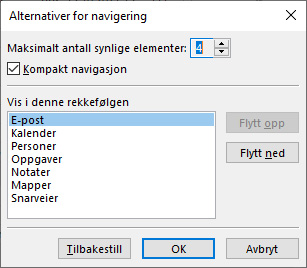 Alternativer for navigering
Maksimalt antall synlige elementer: 4
Kompakt navigasjon
Vis i denne rekkefølgen
E-post
Kalender
Personer
Oppgaver
Notater
Mapper
Snarveier
Flytt opp
Flytt ned
Tilbakestill OK Avbryt